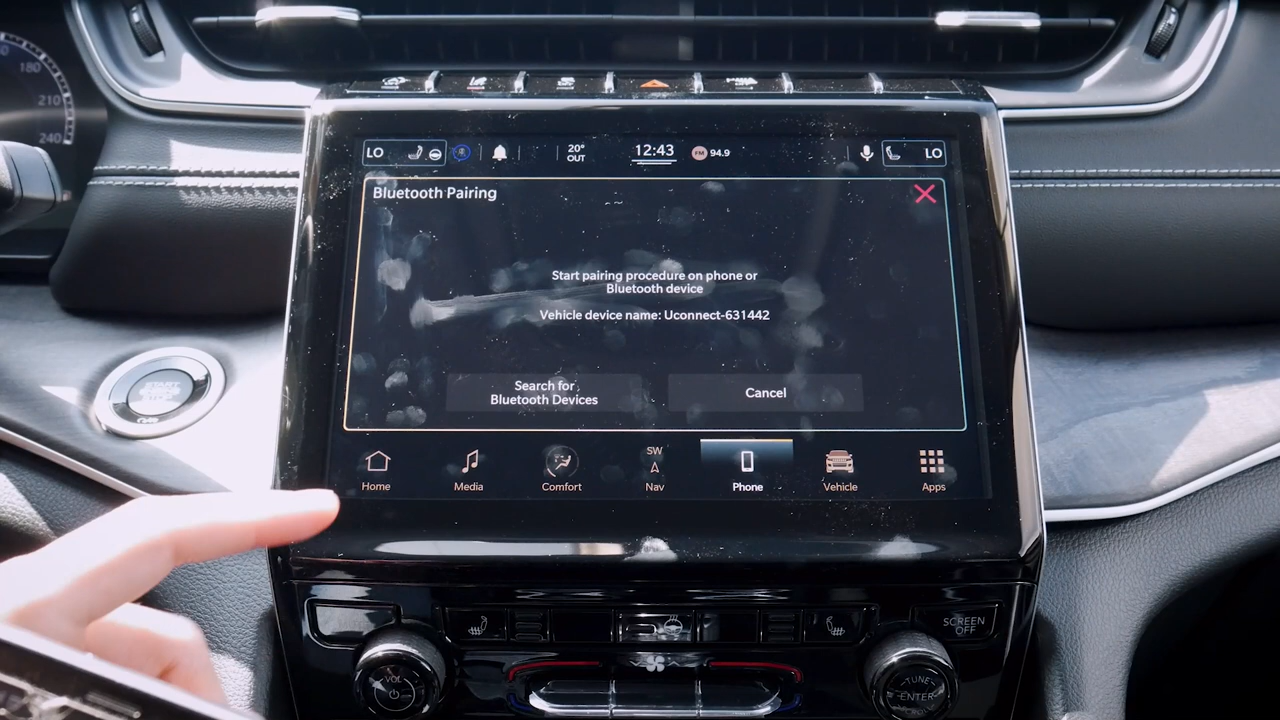 180
210
240
LO
20°
OUT
12:43
FM 94.9
LO
Bluetooth Pairing
Start pairing procedure on phone or
Bluetooth device
Vehicle device name: Uconnect-631442
Search for
Bluetooth Devices
Cancel
START
SW
Home
Media
Comfort
Nav
Phone
Vehicle
Apps
SCREEN
OFF
VOL
TUNE
ENTER